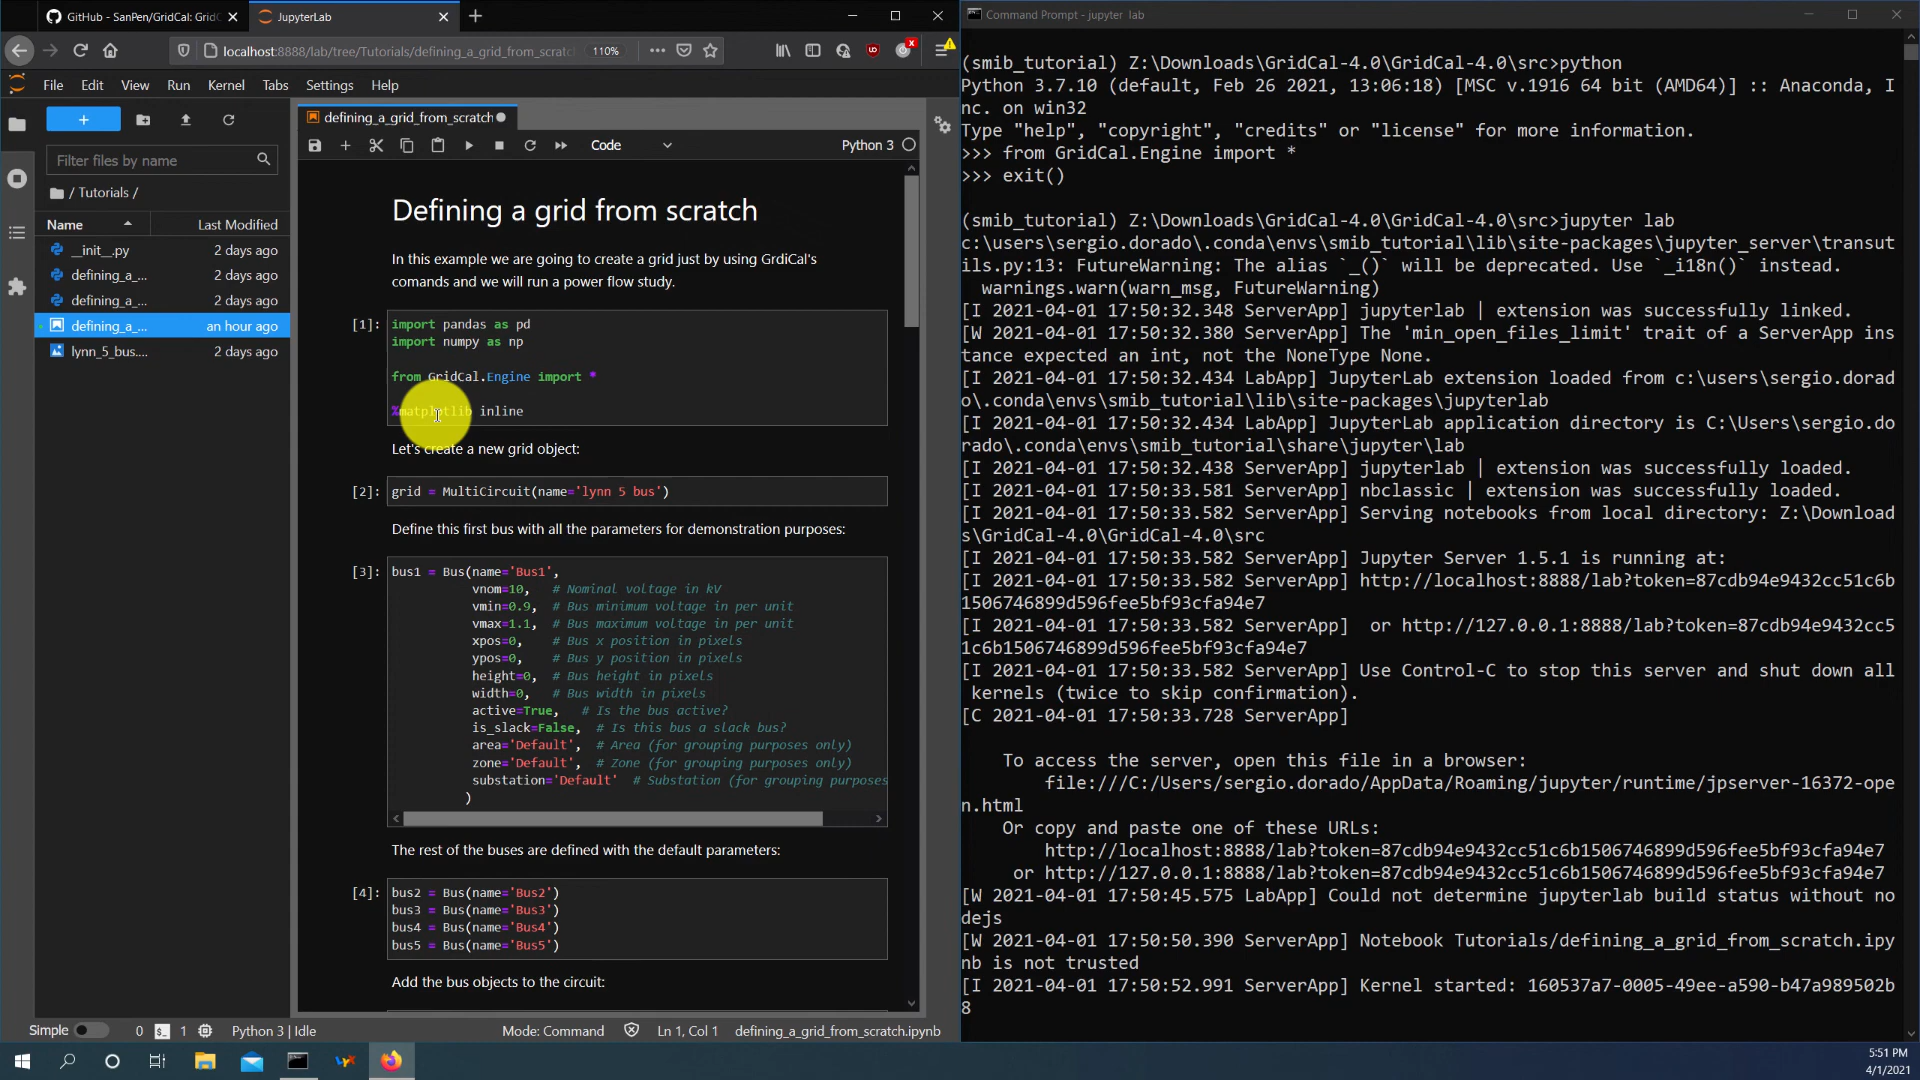 GitHub - SanPen/GridCal: GridC
JupyterLab
localhost:8888/lab/tree/Tutorials/defining_a_grid_from_scratc
110%
File Edit View Run Kernel Tabs Settings Help
Filter files by name
/ Tutorials /
Name Last Modified
__init__.py 2 days ago
defining_a_... 2 days ago
defining_a_... 2 days ago
defining_a_... an hour ago
lynn_5_bus.... 2 days ago
defining_a_grid_from_scratch
Code
Python 3
Defining a grid from scratch
In this example we are going to create a grid just by using GrdiCal's
comands and we will run a power flow study.
[1]: import pandas as pd
import numpy as np
from GridCal.Engine import *
%matplotlib inline
Let's create a new grid object:
[2]: grid = MultiCircuit(name='lynn 5 bus')
Define this first bus with all the parameters for demonstration purposes:
[3]: bus1 = Bus(name='Bus1',
vnom=10, # Nominal voltage in kV
vmin=0.9, # Bus minimum voltage in per unit
vmax=1.1, # Bus maximum voltage in per unit
xpos=0, # Bus x position in pixels
ypos=0, # Bus y position in pixels
height=0, # Bus height in pixels
width=0, # Bus width in pixels
active=True, # Is the bus active?
is_slack=False, # Is this bus a slack bus?
area='Default', # Area (for grouping purposes only)
zone='Default', # Zone (for grouping purposes only)
substation='Default' # Substation (for grouping purposes
)
The rest of the buses are defined with the default parameters:
[4]: bus2 = Bus(name='Bus2')
bus3 = Bus(name='Bus3')
bus4 = Bus(name='Bus4')
bus5 = Bus(name='Bus5')
Add the bus objects to the circuit:
Simple 0 1 Python 3 | Idle Mode: Command Ln 1, Col 1 defining_a_grid_from_scratch.ipynb
Command Prompt - jupyter lab
(smib_tutorial) Z:\Downloads\GridCal-4.0\GridCal-4.0\src>python
Python 3.7.10 (default, Feb 26 2021, 13:06:18) [MSC v.1916 64 bit (AMD64)] :: Anaconda, I
nc. on win32
Type "help", "copyright", "credits" or "license" for more information.
>>> from GridCal.Engine import *
>>> exit()
(smib_tutorial) Z:\Downloads\GridCal-4.0\GridCal-4.0\src>jupyter lab
c:\users\sergio.dorado\.conda\envs\smib_tutorial\lib\site-packages\jupyter_server\transut
ils.py:13: FutureWarning: The alias `_()` will be deprecated. Use `_i18n()` instead.
warnings.warn(warn_msg, FutureWarning)
[I 2021-04-01 17:50:32.348 ServerApp] jupyterlab | extension was successfully linked.
[W 2021-04-01 17:50:32.380 ServerApp] The 'min_open_files_limit' trait of a ServerApp ins
tance expected an int, not the NoneType None.
[I 2021-04-01 17:50:32.434 LabApp] JupyterLab extension loaded from c:\users\sergio.dorad
o\.conda\envs\smib_tutorial\lib\site-packages\jupyterlab
[I 2021-04-01 17:50:32.434 LabApp] JupyterLab application directory is C:\Users\sergio.do
rado\.conda\envs\smib_tutorial\share\jupyter\lab
[I 2021-04-01 17:50:32.438 ServerApp] jupyterlab | extension was successfully loaded.
[I 2021-04-01 17:50:33.581 ServerApp] nbclassic | extension was successfully loaded.
[I 2021-04-01 17:50:33.582 ServerApp] Serving notebooks from local directory: Z:\Download
s\GridCal-4.0\GridCal-4.0\src
[I 2021-04-01 17:50:33.582 ServerApp] Jupyter Server 1.5.1 is running at:
[I 2021-04-01 17:50:33.582 ServerApp] http://localhost:8888/lab?token=87cdb94e9432cc51c6b
1506746899d596fee5bf93cfa94e7
[I 2021-04-01 17:50:33.582 ServerApp]  or http://127.0.0.1:8888/lab?token=87cdb94e9432cc5
1c6b1506746899d596fee5bf93cfa94e7
[I 2021-04-01 17:50:33.582 ServerApp] Use Control-C to stop this server and shut down all
kernels (twice to skip confirmation).
[C 2021-04-01 17:50:33.728 ServerApp]
To access the server, open this file in a browser:
file:///C:/Users/sergio.dorado/AppData/Roaming/jupyter/runtime/jpserver-16372-ope
n.html
Or copy and paste one of these URLs:
http://localhost:8888/lab?token=87cdb94e9432cc51c6b1506746899d596fee5bf93cfa94e7
or http://127.0.0.1:8888/lab?token=87cdb94e9432cc51c6b1506746899d596fee5bf93cfa94e7
[W 2021-04-01 17:50:45.575 LabApp] Could not determine jupyterlab build status without no
dejs
[W 2021-04-01 17:50:50.390 ServerApp] Notebook Tutorials/defining_a_grid_from_scratch.ipy
nb is not trusted
[I 2021-04-01 17:50:52.991 ServerApp] Kernel started: 160537a7-0005-49ee-a590-b47a989502b
8
5:51 PM
4/1/2021